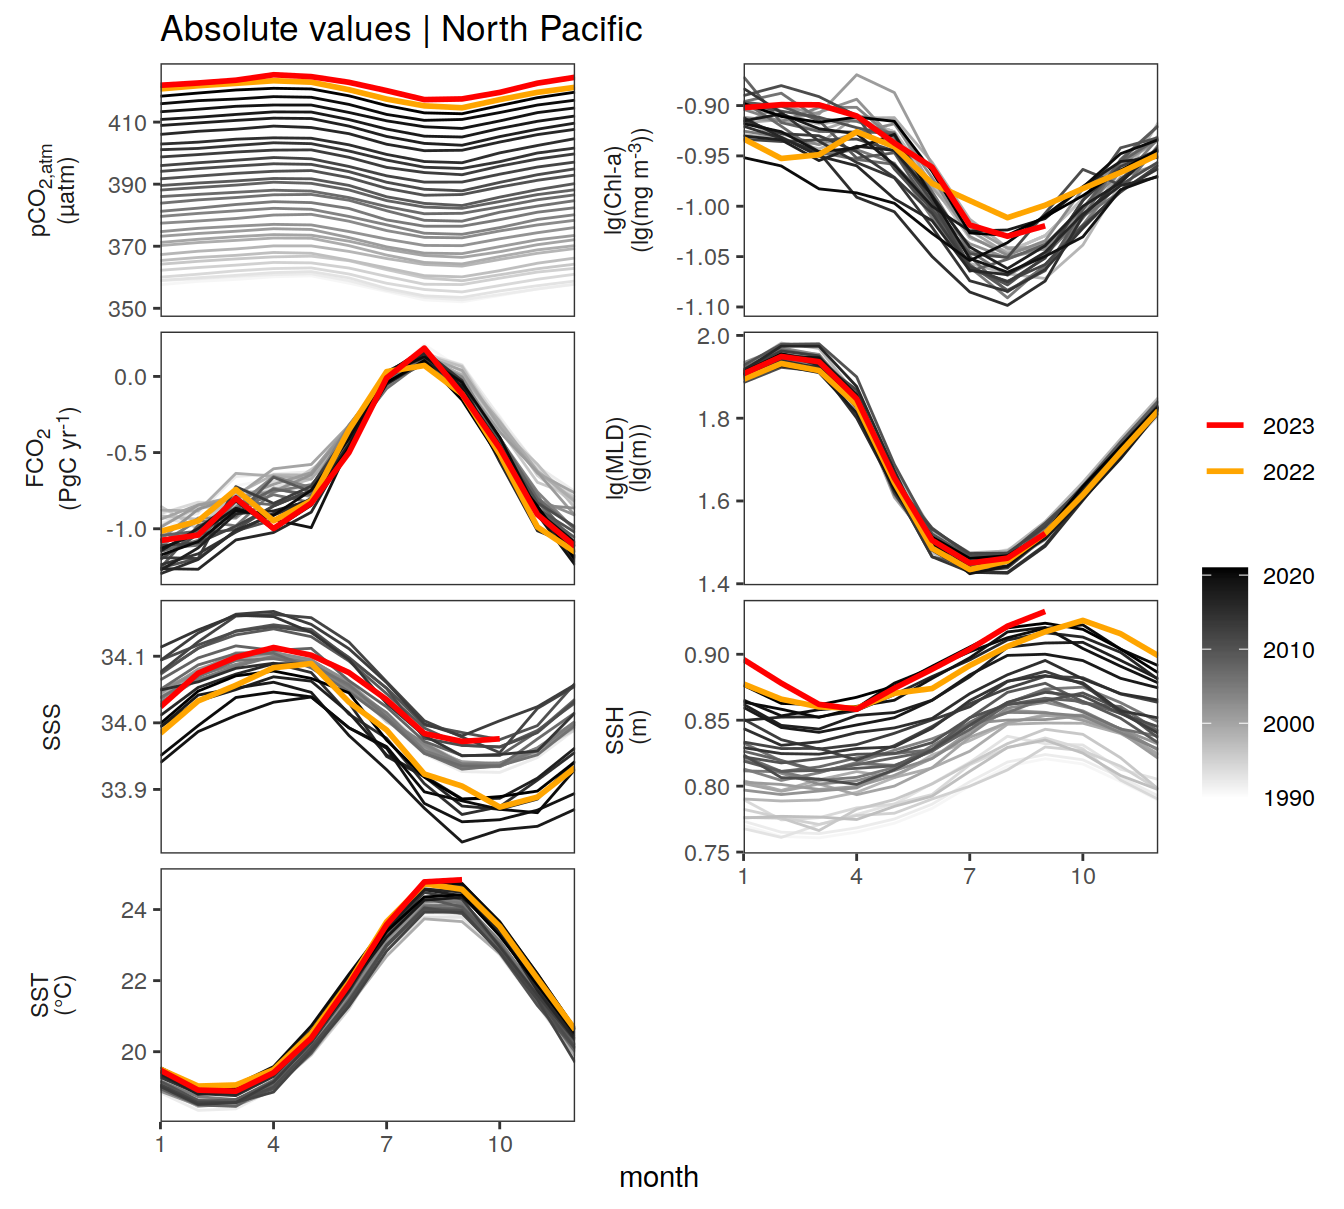 Absolute values | North Pacific
pCO2,atm
(µatm)
410
390
370
350
lg(Chl-a)
(lg(mg m-3))
-0.90
-0.95
-1.00
-1.05
-1.10
FCO2
(PgC yr-1)
0.0
-0.5
-1.0
lg(MLD)
(lg(m))
2.0
1.8
1.6
1.4
SSS
34.1
34.0
33.9
SSH
(m)
0.90
0.85
0.80
0.75
1 4 7 10
SST
(°C)
24
22
20
1 4 7 10
month
2023
2022
2020
2010
2000
1990